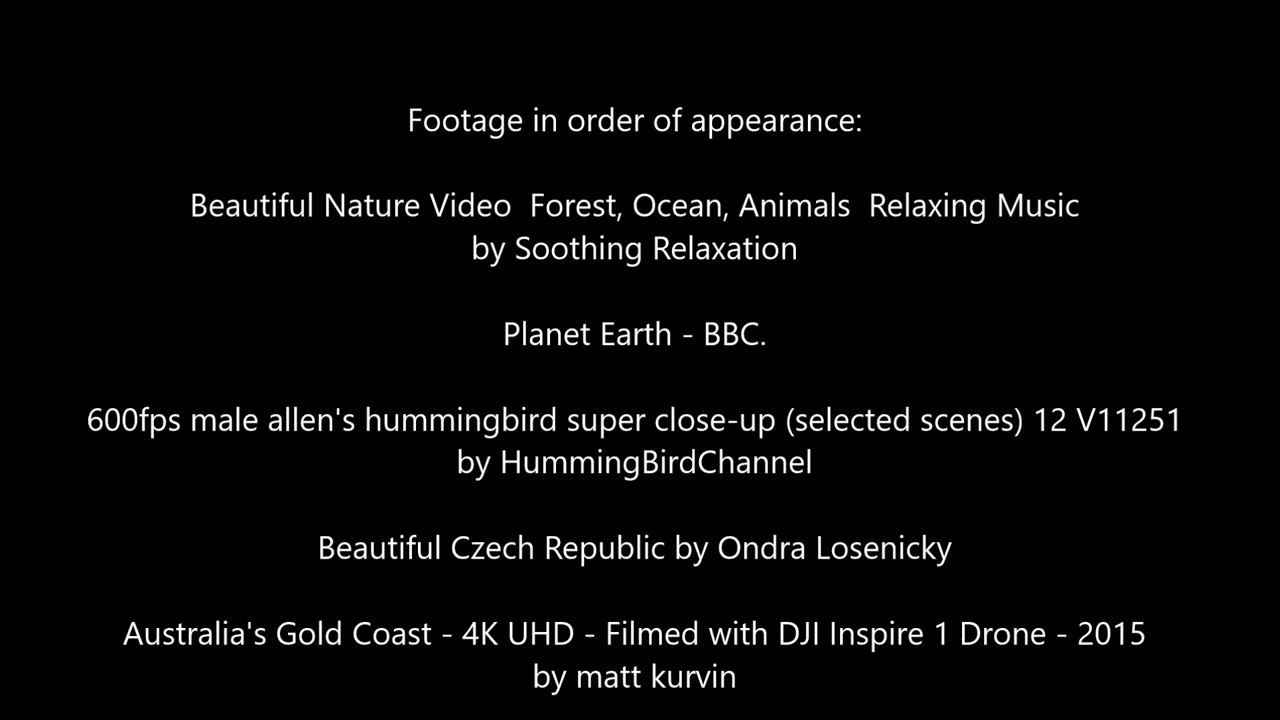 Footage in order of appearance:
Beautiful Nature Video  Forest, Ocean, Animals  Relaxing Music
by Soothing Relaxation
Planet Earth - BBC.
600fps male allen's hummingbird super close-up (selected scenes) 12 V11251
by HummingBirdChannel
Beautiful Czech Republic by Ondra Losenicky
Australia's Gold Coast - 4K UHD - Filmed with DJI Inspire 1 Drone - 2015
by matt kurvin